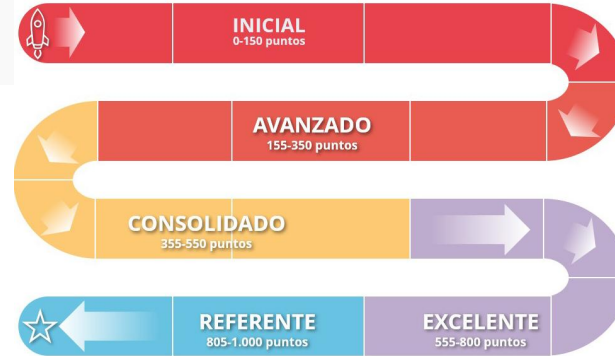 INICIAL
0-150 puntos
AVANZADO
155-350 puntos
CONSOLIDADO
355-550 puntos
REFERENTE
805-1.000 puntos
EXCELENTE
555-800 puntos